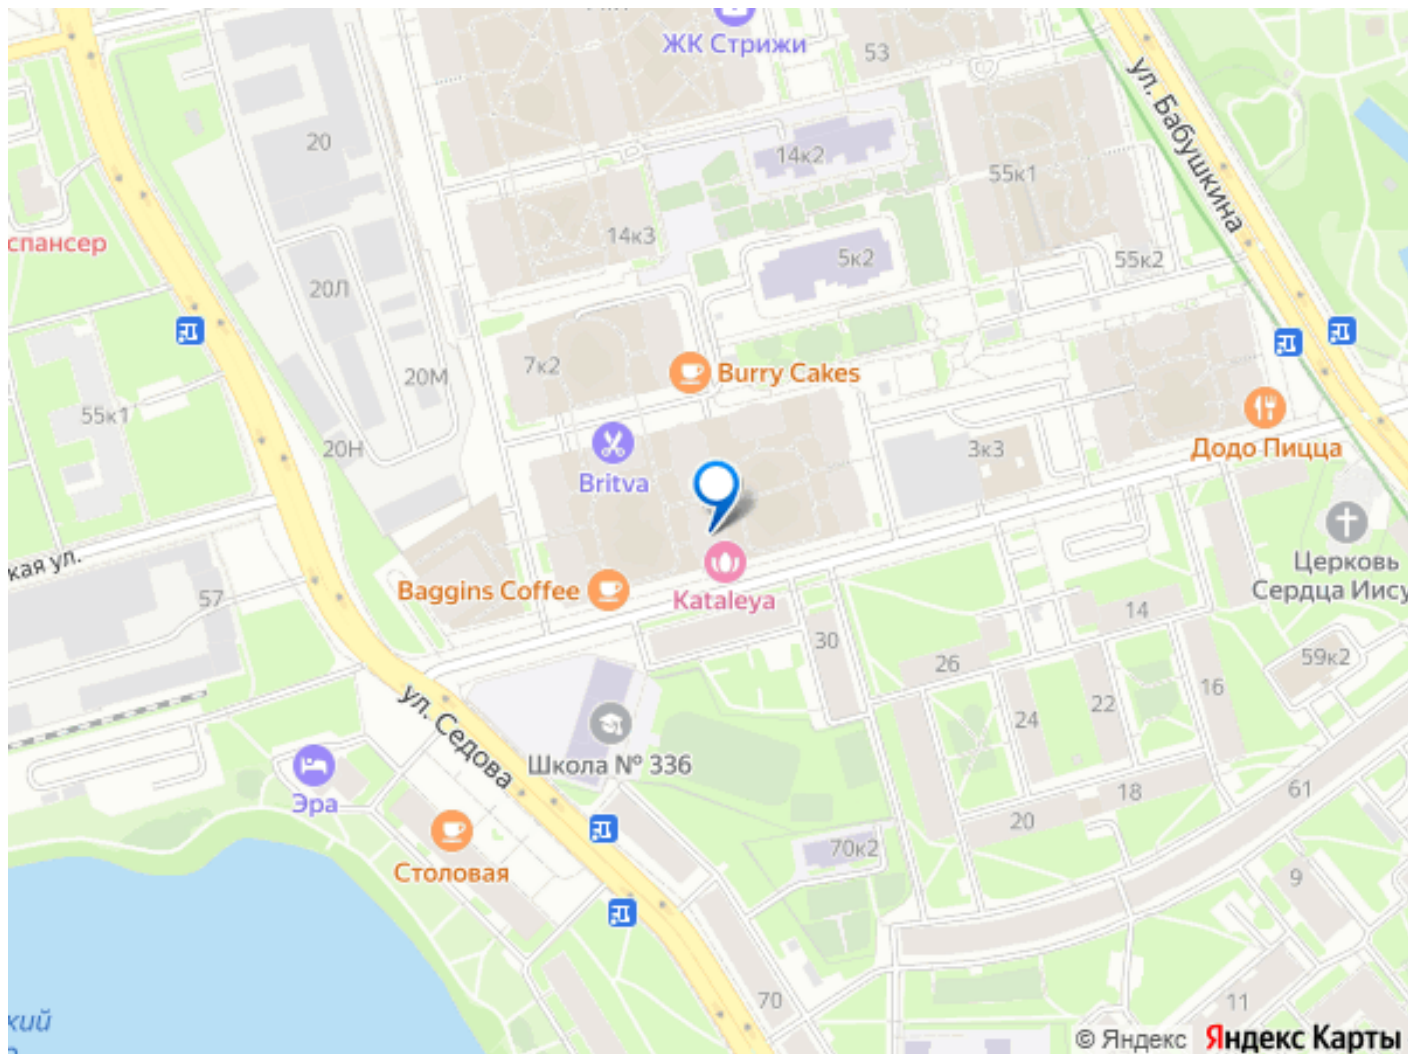 ЖК Стрижи
53
ул. Бабушкина
20
14к2
55к1
14к3
спансер
5к2
55к2
20Л
7к2
Burry Cakes
20М
55к1
Додо Пицца
20Н
3к3
Britva
кая ул.
Baggins Coffee
Kataleya
Церковь
Сердца Иису
57
14
30
26
59к2
16
22
24
ул. Седова
Школа № 336
Эра
61
18
20
Столовая
70к2
9
70
11
кий
© Яндекс Яндекс Карты